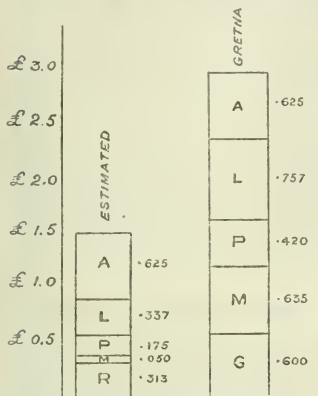 GRETNA
£ 3.0
A ·625
£ 2.5
ESTIMATED
L ·757
£ 2.0
£ 1.5
P ·420
A ·625
£ 1.0
M ·635
L ·337
£ 0.5
P ·175
M ·050
G ·600
R ·313